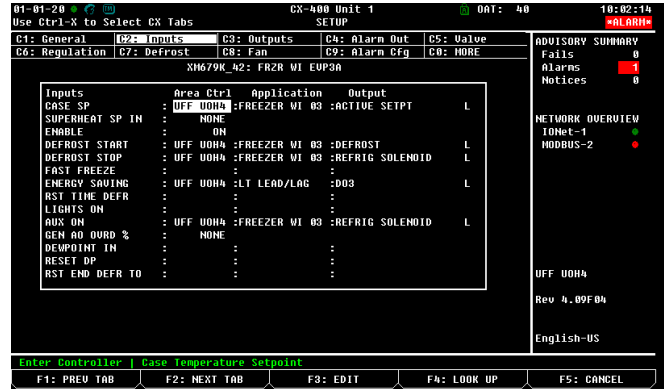 01-01-20 CX-400 Unit 1 OAT: 40 10:02:14
Use Ctrl-X to Select CX Tabs SETUP *ALARM*
C1: General C2: Inputs C3: Outputs C4: Alarm Out C5: Valve
C6: Regulation C7: Defrost C8: Fan C9: Alarm Cfg C0: MORE
XM679K_42: FRZR WI EVP3A
Inputs Area Ctrl Application Output
CASE SP : UFF UOH4 :FREEZER WI 03 :ACTIVE SETPT L
SUPERHEAT SP IN : NONE
ENABLE : ON
DEFROST START : UFF UOH4 :FREEZER WI 03 :DEFROST L
DEFROST STOP : UFF UOH4 :FREEZER WI 03 :REFRIG SOLENOID L
FAST FREEZE : : :
ENERGY SAVING : UFF UOH4 :LT LEAD/LAG :DO3 L
RST TIME DEFR : : :
LIGHTS ON : : :
AUX ON : UFF UOH4 :FREEZER WI 03 :REFRIG SOLENOID L
GEN AO OVRD % : NONE
DEWPOINT IN : : :
RESET DP : : :
RST END DEFR TO : : :
ADVISORY SUMMARY
Fails 0
Alarms 1
Notices 0
NETWORK OVERVIEW
IONet-1
MODBUS-2
UFF UOH4
Rev 4.09F04
English-US
Enter Controller | Case Temperature Setpoint
F1: PREV TAB F2: NEXT TAB F3: EDIT F4: LOOK UP F5: CANCEL